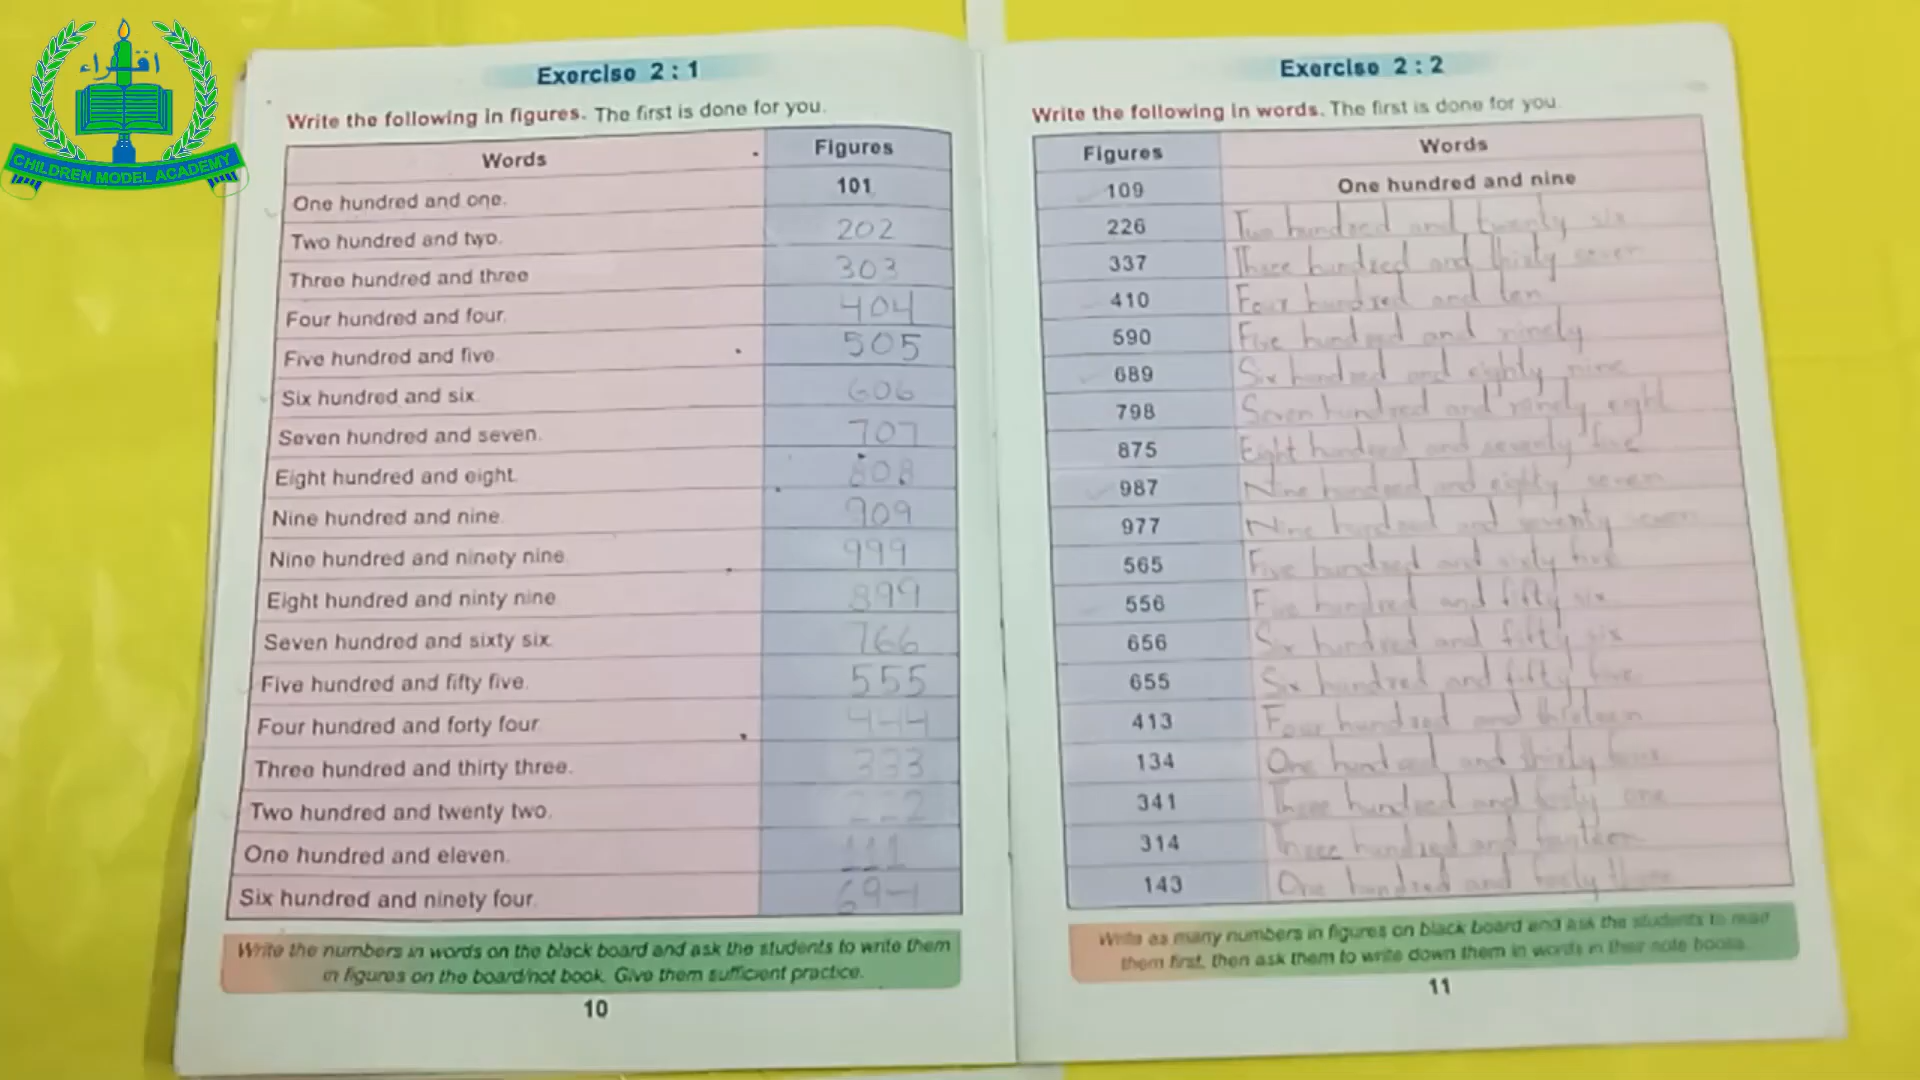 اقراء
CHILDREN MODEL ACADEMY
Exercise 2 : 1
Write the following in figures. The first is done for you.
Words Figures
One hundred and one. 101
Two hundred and two. 202
Three hundred and three 303
Four hundred and four. 404
Five hundred and five. 505
Six hundred and six. 606
Seven hundred and seven. 707
Eight hundred and eight. 808
Nine hundred and nine. 909
Nine hundred and ninety nine. 999
Eight hundred and ninty nine 899
Seven hundred and sixty six. 766
Five hundred and fifty five. 555
Four hundred and forty four. 444
Three hundred and thirty three. 333
Two hundred and twenty two. 222
One hundred and eleven. 111
Six hundred and ninety four. 694
Write the numbers in words on the black board and ask the students to write them
in figures on the board/not book. Give them sufficient practice.
10
Exercise 2 : 2
Write the following in words. The first is done for you.
Figures Words
109 One hundred and nine
226 Two hundred and twenty six
337 Three hundred and thirty seven
410 Four hundred and ten
590 Five hundred and ninety
689 Six hundred and eighty nine
798 Seven hundred and ninety eight
875 Eight hundred and seventy five
987 Nine hundred and eighty seven
977 Nine hundred and seventy seven
565 Five hundred and sixty five
556 Five hundred and fifty six
656 Six hundred and fifty six
655 Six hundred and fifty five
413 Four hundred and thirteen
134 One hundred and thirty four
341 Three hundred and forty one
314 Three hundred and fourteen
143 One hundred and forty three
Write as many numbers in figures on black board and ask the students to read
them first, then ask them to write down them in words in their note books.
11